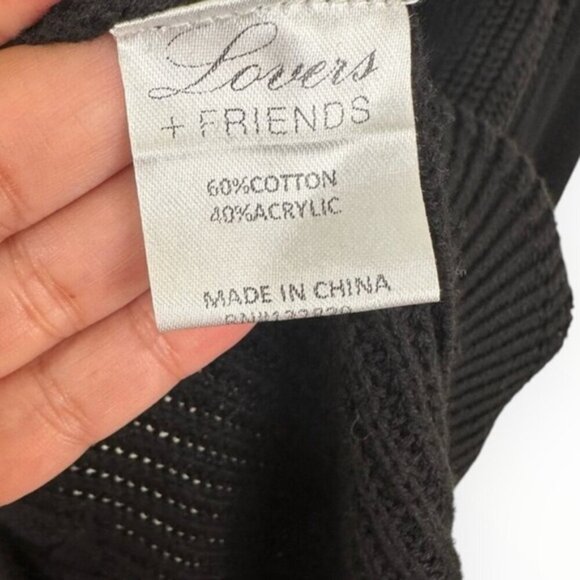 Lovers
+ FRIENDS
60%COTTON
40%ACRYLIC
MADE IN CHINA